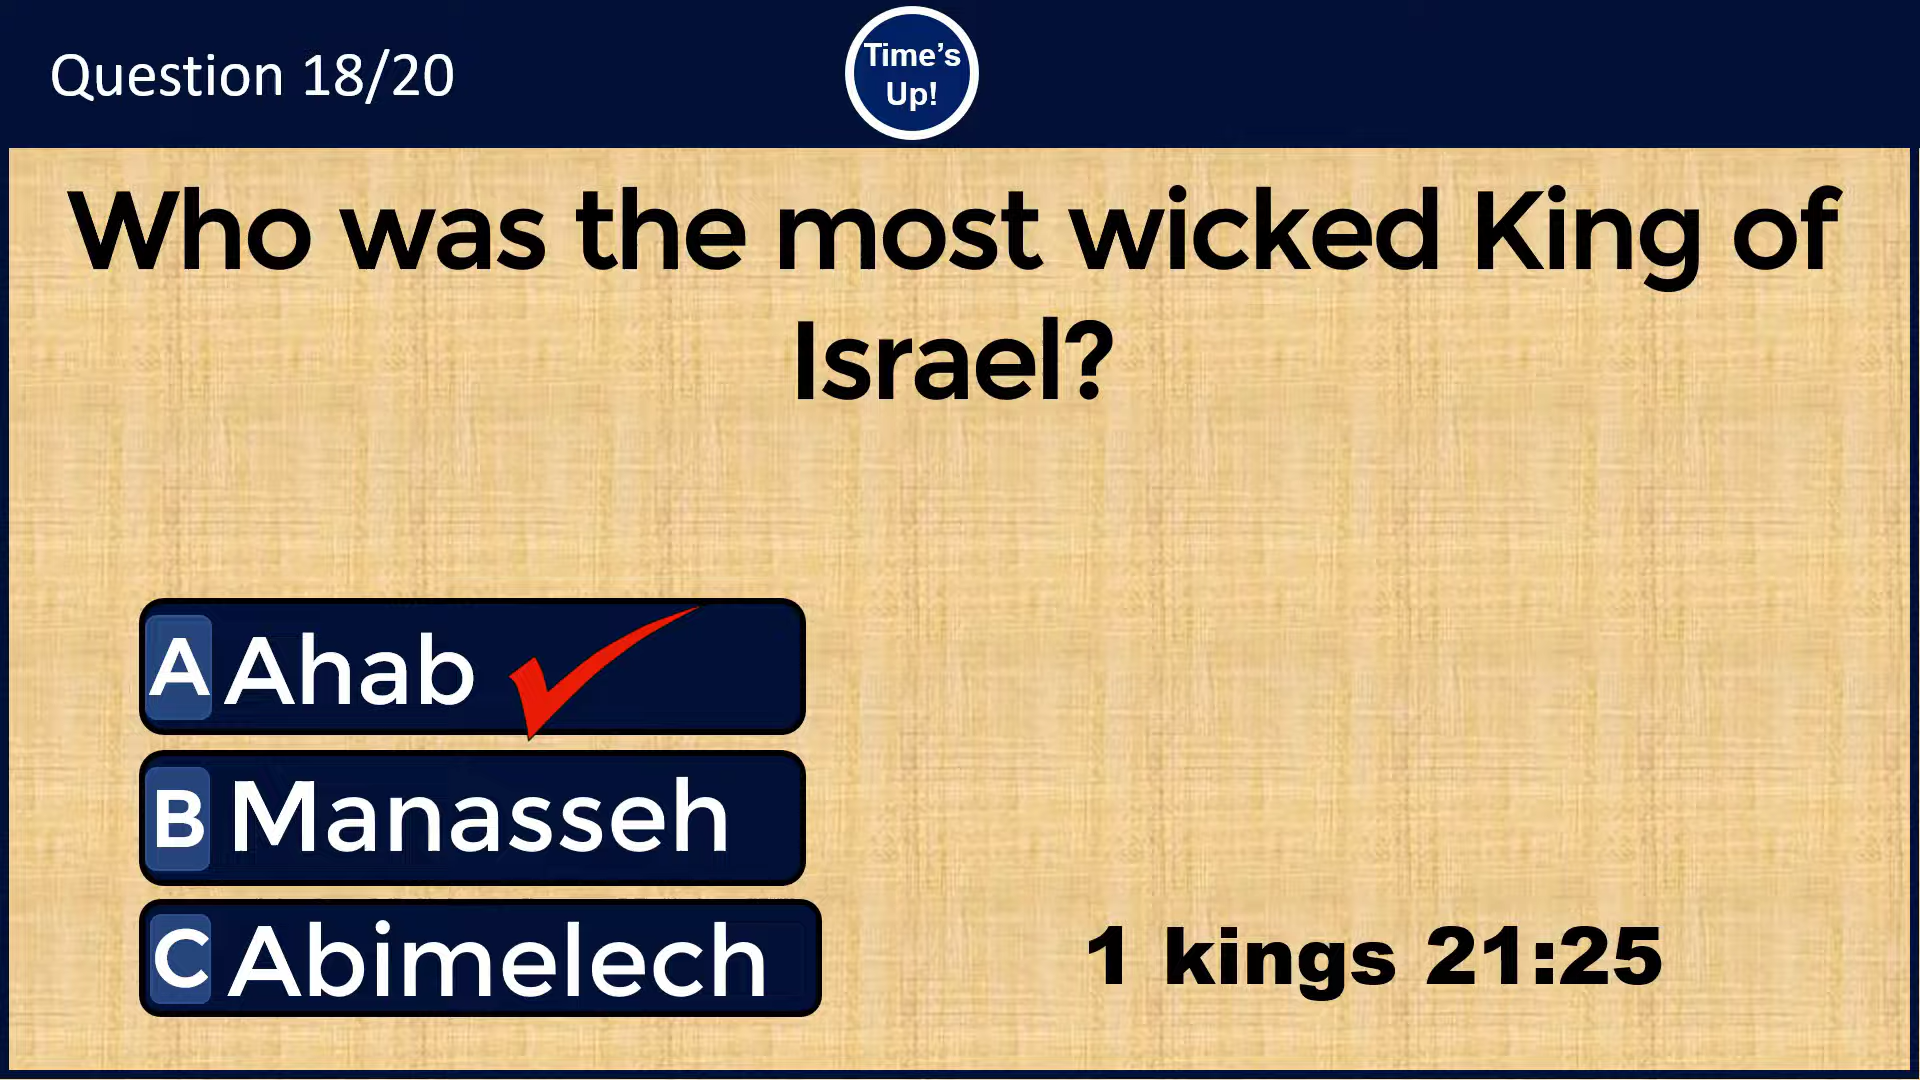 Question 18/20
Time’s
Up!
Who was the most wicked King of
Israel?
A Ahab
B Manasseh
C Abimelech
1 kings 21:25